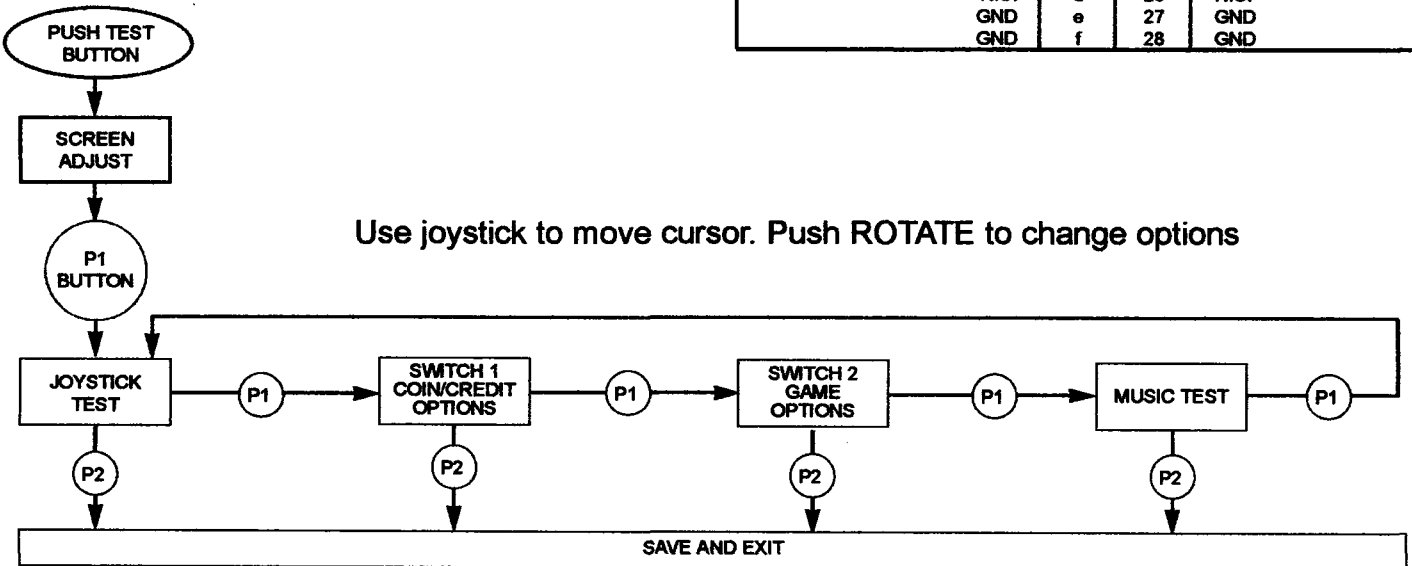 GND e 27 GND
GND f 28 GND
PUSH TEST
BUTTON
SCREEN
ADJUST
Use joystick to move cursor. Push ROTATE to change options
P1
BUTTON
JOYSTICK
TEST
P1
SWITCH 1
COIN/CREDIT
OPTIONS
P1
SWITCH 2
GAME
OPTIONS
P1
MUSIC TEST
P1
P2
P2
P2
P2
SAVE AND EXIT